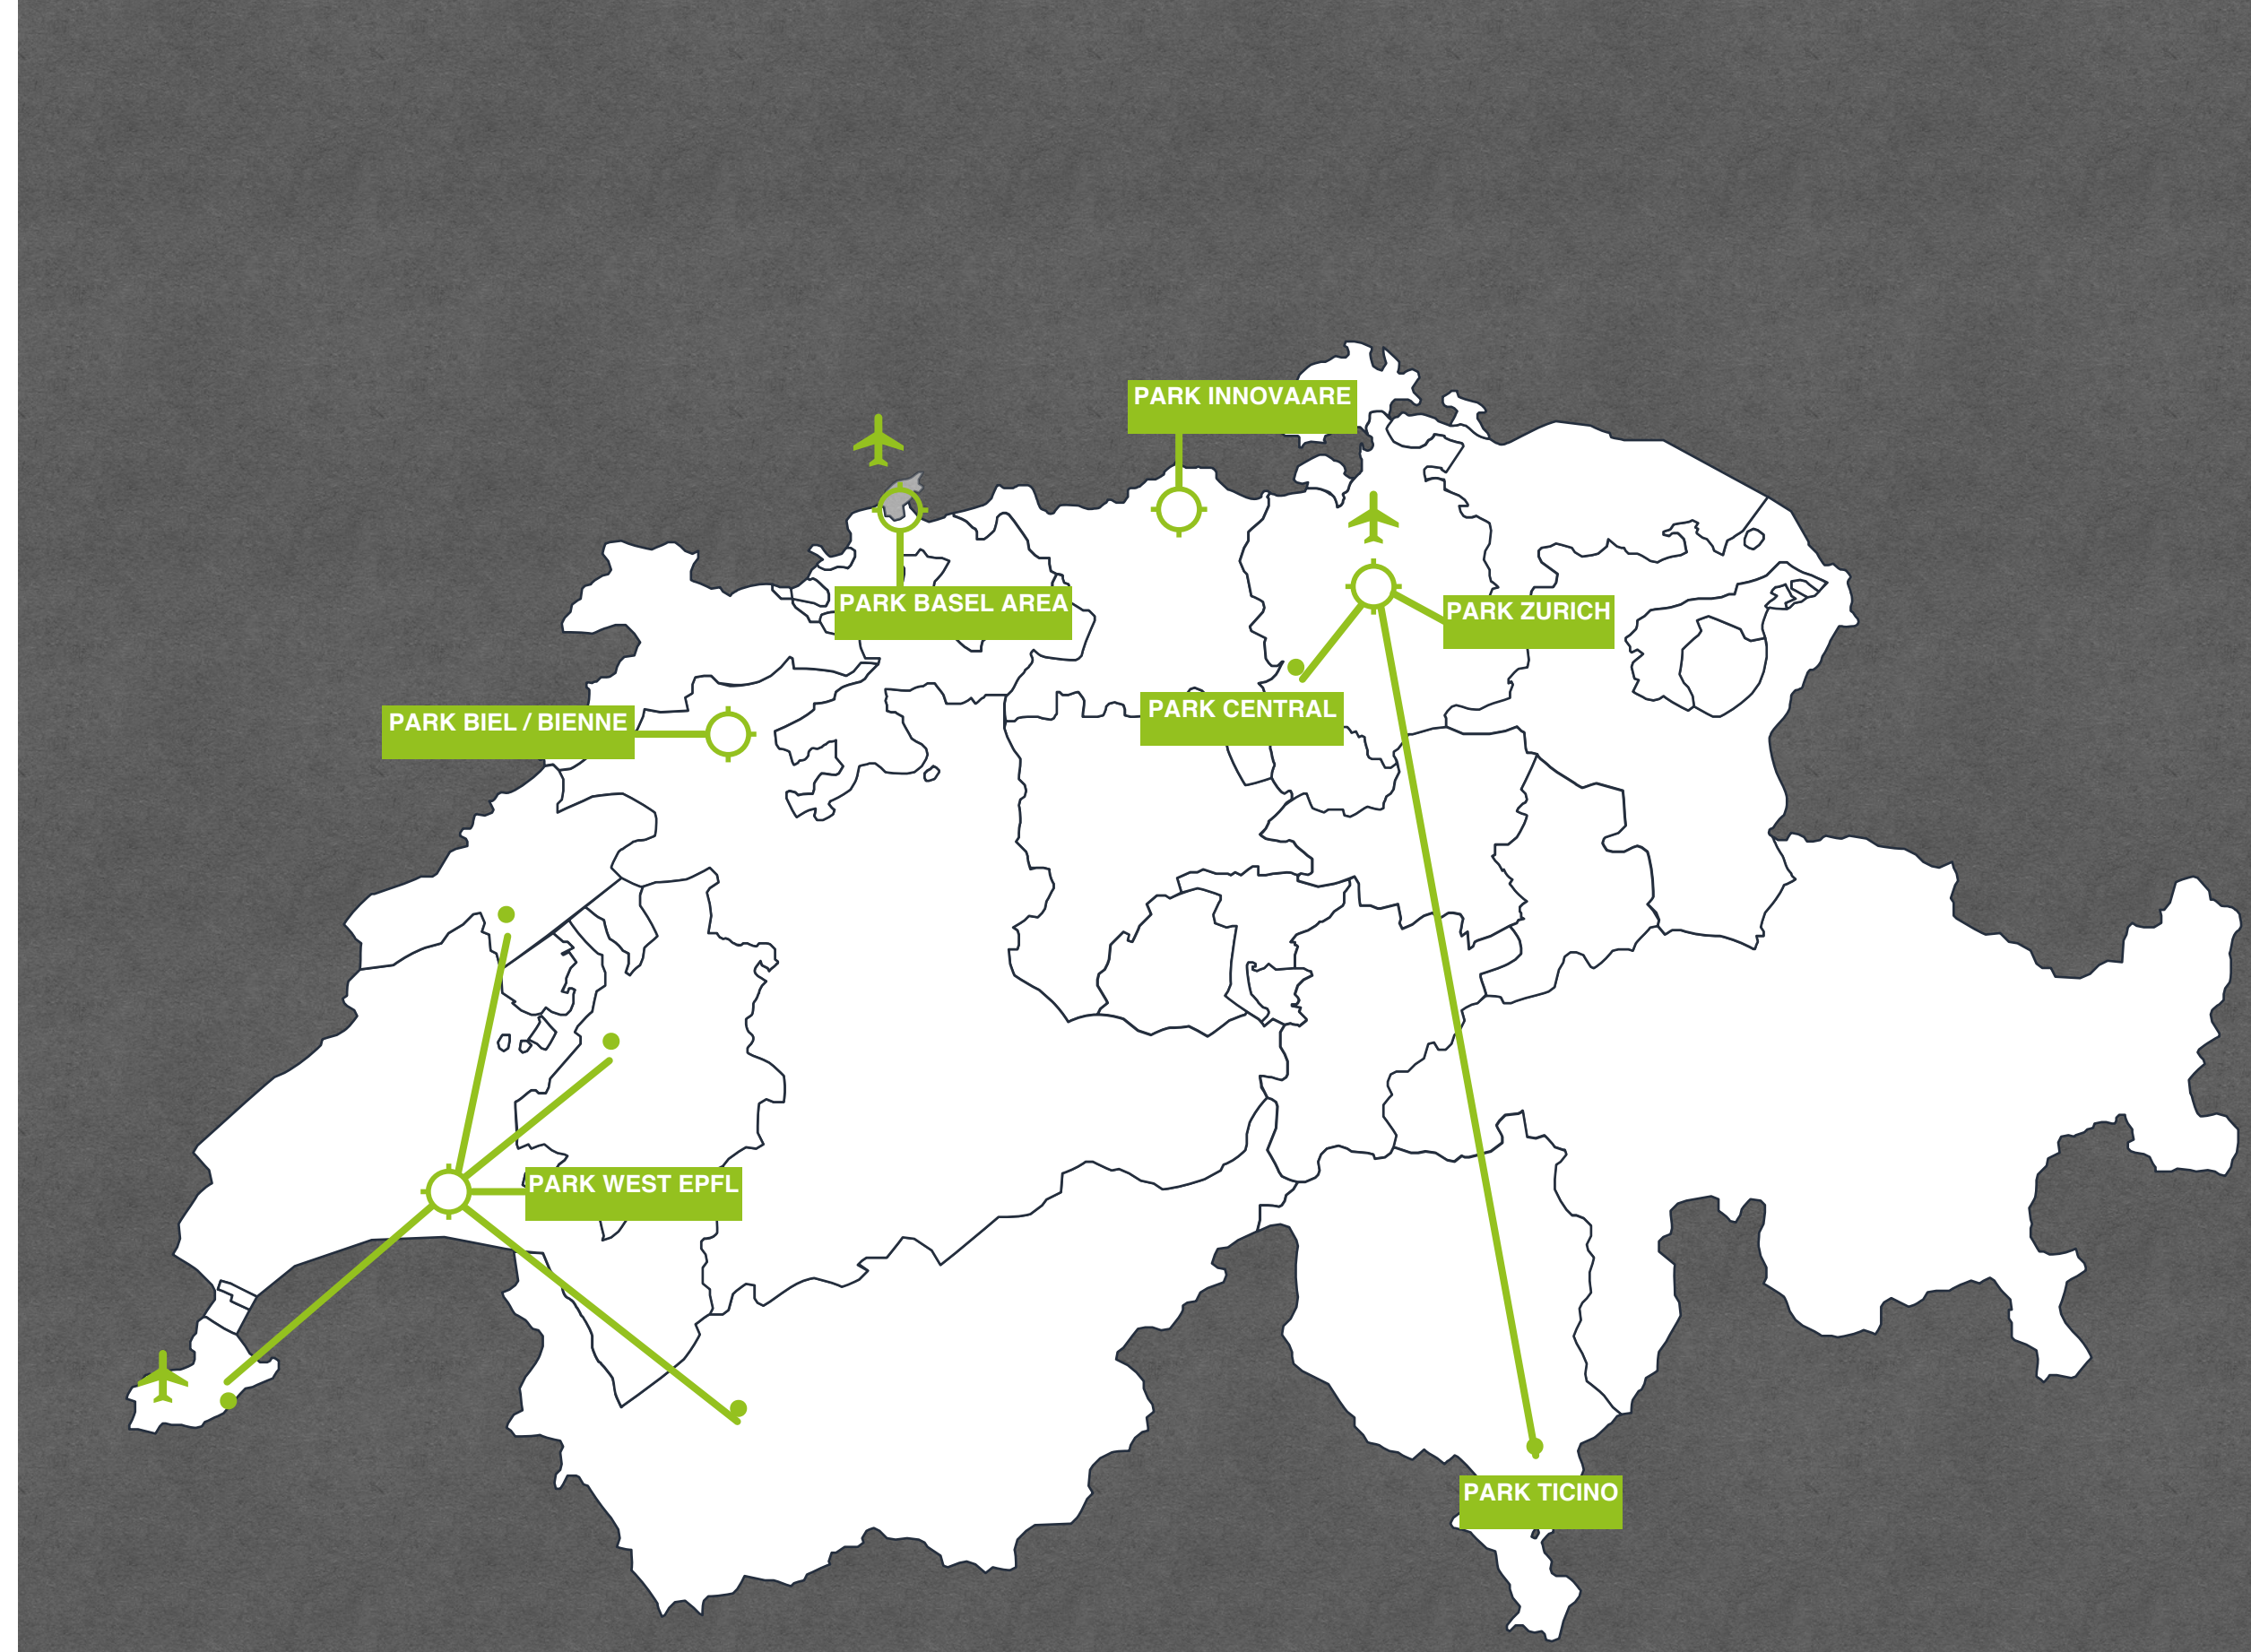 PARK INNOVAARE
PARK BASEL AREA
PARK ZURICH
PARK CENTRAL
PARK BIEL / BIENNE
PARK WEST EPFL
PARK TICINO